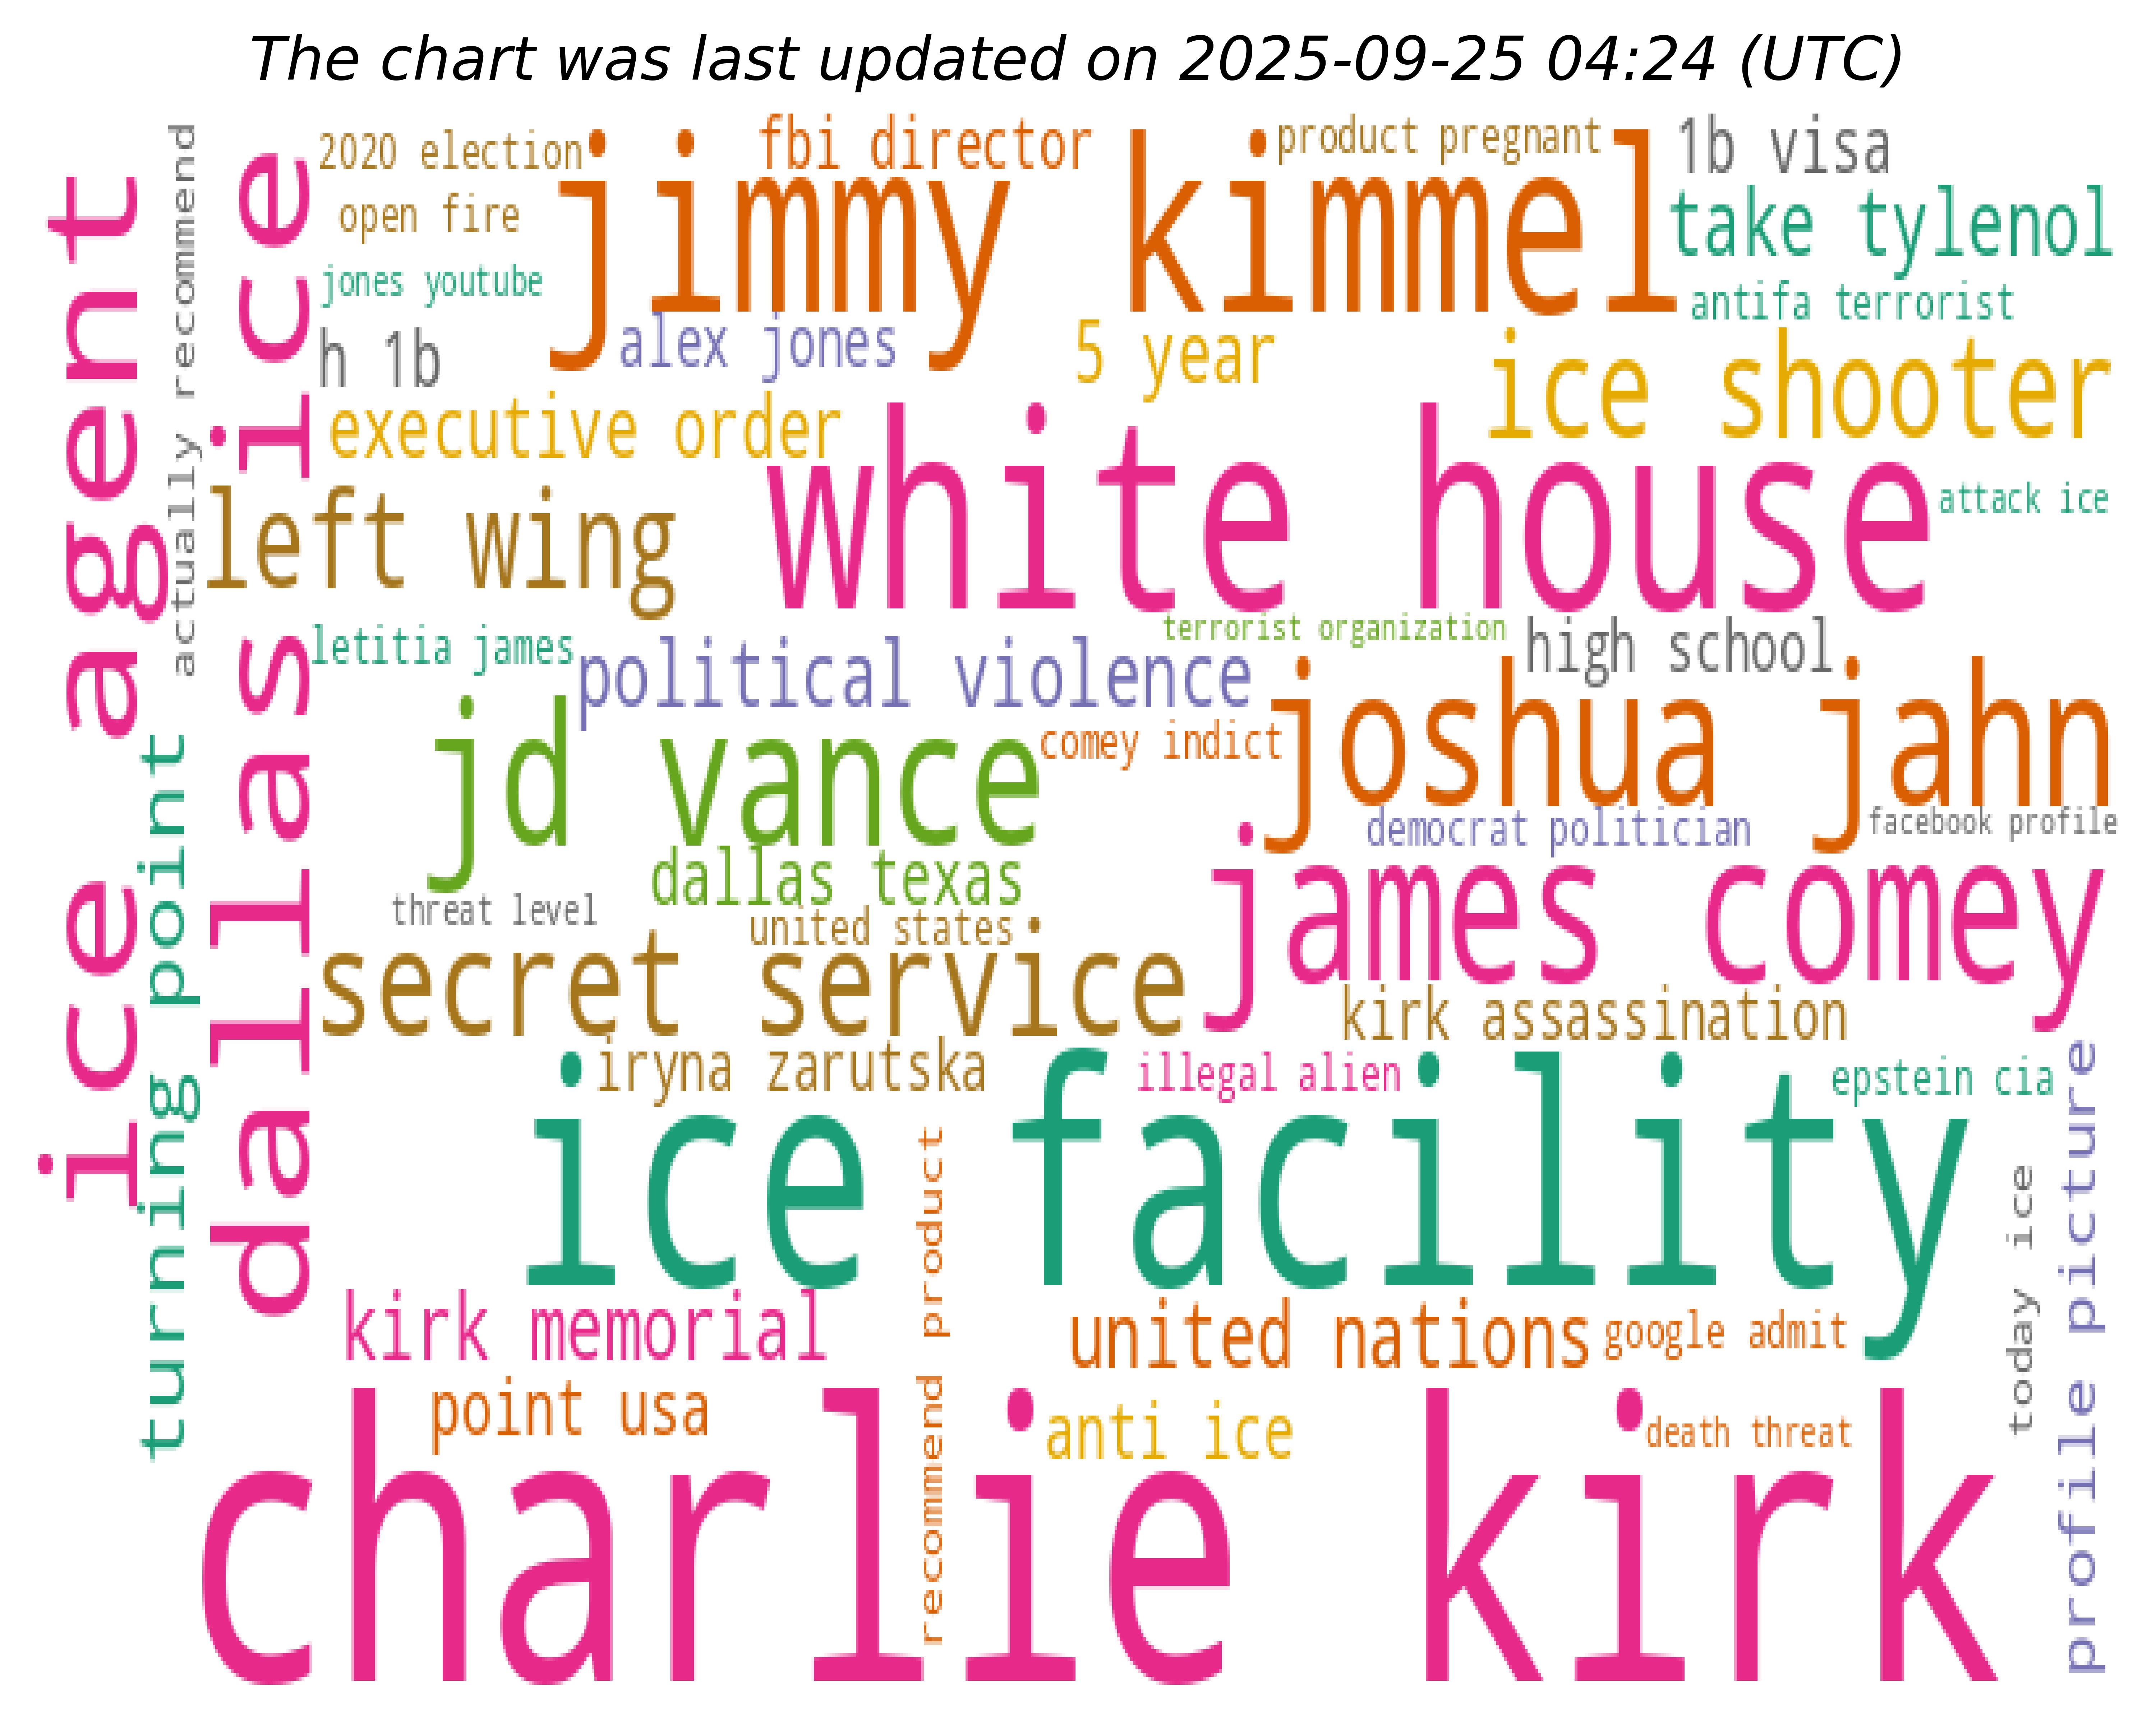 The chart was last updated on 2025-09-25 04:24 (UTC)
ice agent
actually recommend
dallas ice
2020 election
fbi director
product pregnant
1b visa
open fire
jimmy kimmel
take tylenol
jones youtube
antifa terrorist
h 1b
alex jones
5 year
ice shooter
executive order
white house
attack ice
left wing
letitia james
political violence
terrorist organization
high school
jd vance
comey indict
joshua jahn
democrat politician
facebook profile
dallas texas
james comey
threat level
united states
secret service
kirk assassination
turning point
iryna zarutska
illegal alien
epstein cia
ice facility
recommend product
today ice
profile picture
kirk memorial
united nations
google admit
point usa
anti ice
death threat
charlie kirk